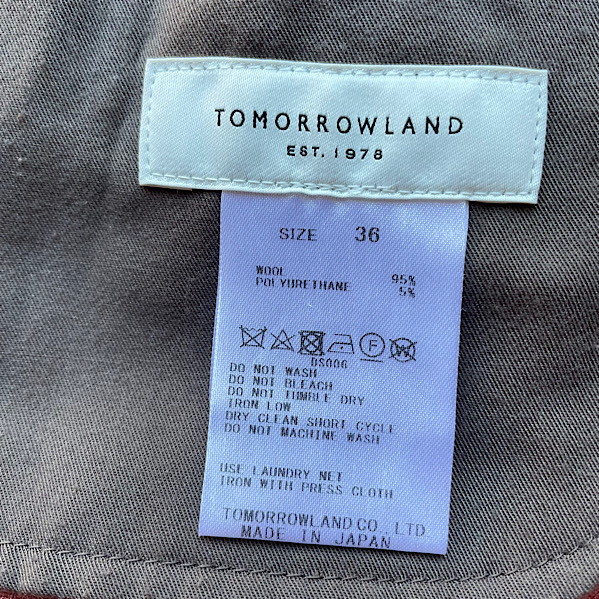 TOMORROWLAND
EST. 1978
SIZE 36
WOOL 95%
POLYURETHANE 5%
DS006
DO NOT WASH
DO NOT BLEACH
DO NOT TUMBLE DRY
IRON LOW
DRY CLEAN SHORT CYCLE
DO NOT MACHINE WASH
USE LAUNDRY NET
IRON WITH PRESS CLOTH
TOMORROWLAND CO., LTD
MADE IN JAPAN